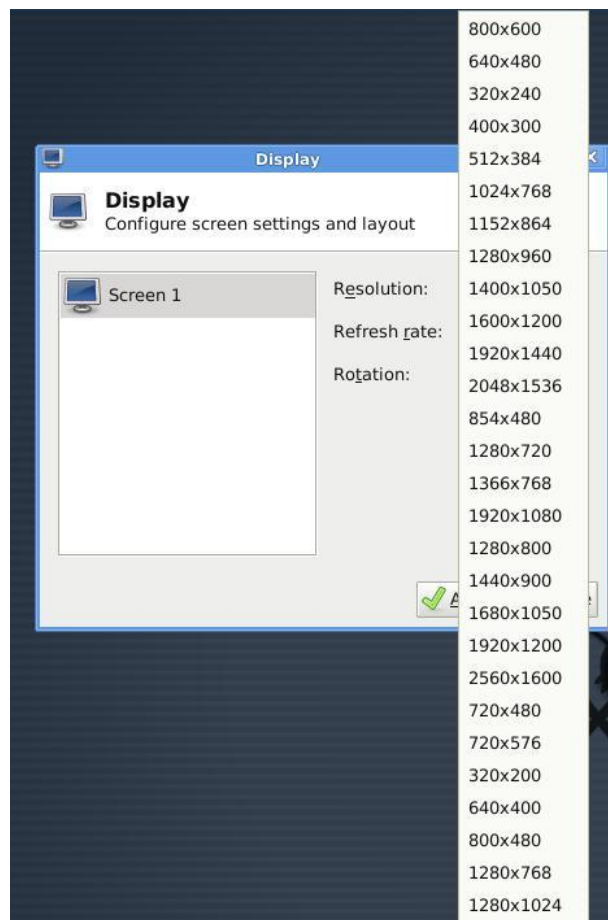 Display
Display
Configure screen settings and layout
Screen 1
Resolution:
Refresh rate:
Rotation:
800x600
640x480
320x240
400x300
512x384
1024x768
1152x864
1280x960
1400x1050
1600x1200
1920x1440
2048x1536
854x480
1280x720
1366x768
1920x1080
1280x800
1440x900
1680x1050
1920x1200
2560x1600
720x480
720x576
320x200
640x400
800x480
1280x768
1280x1024